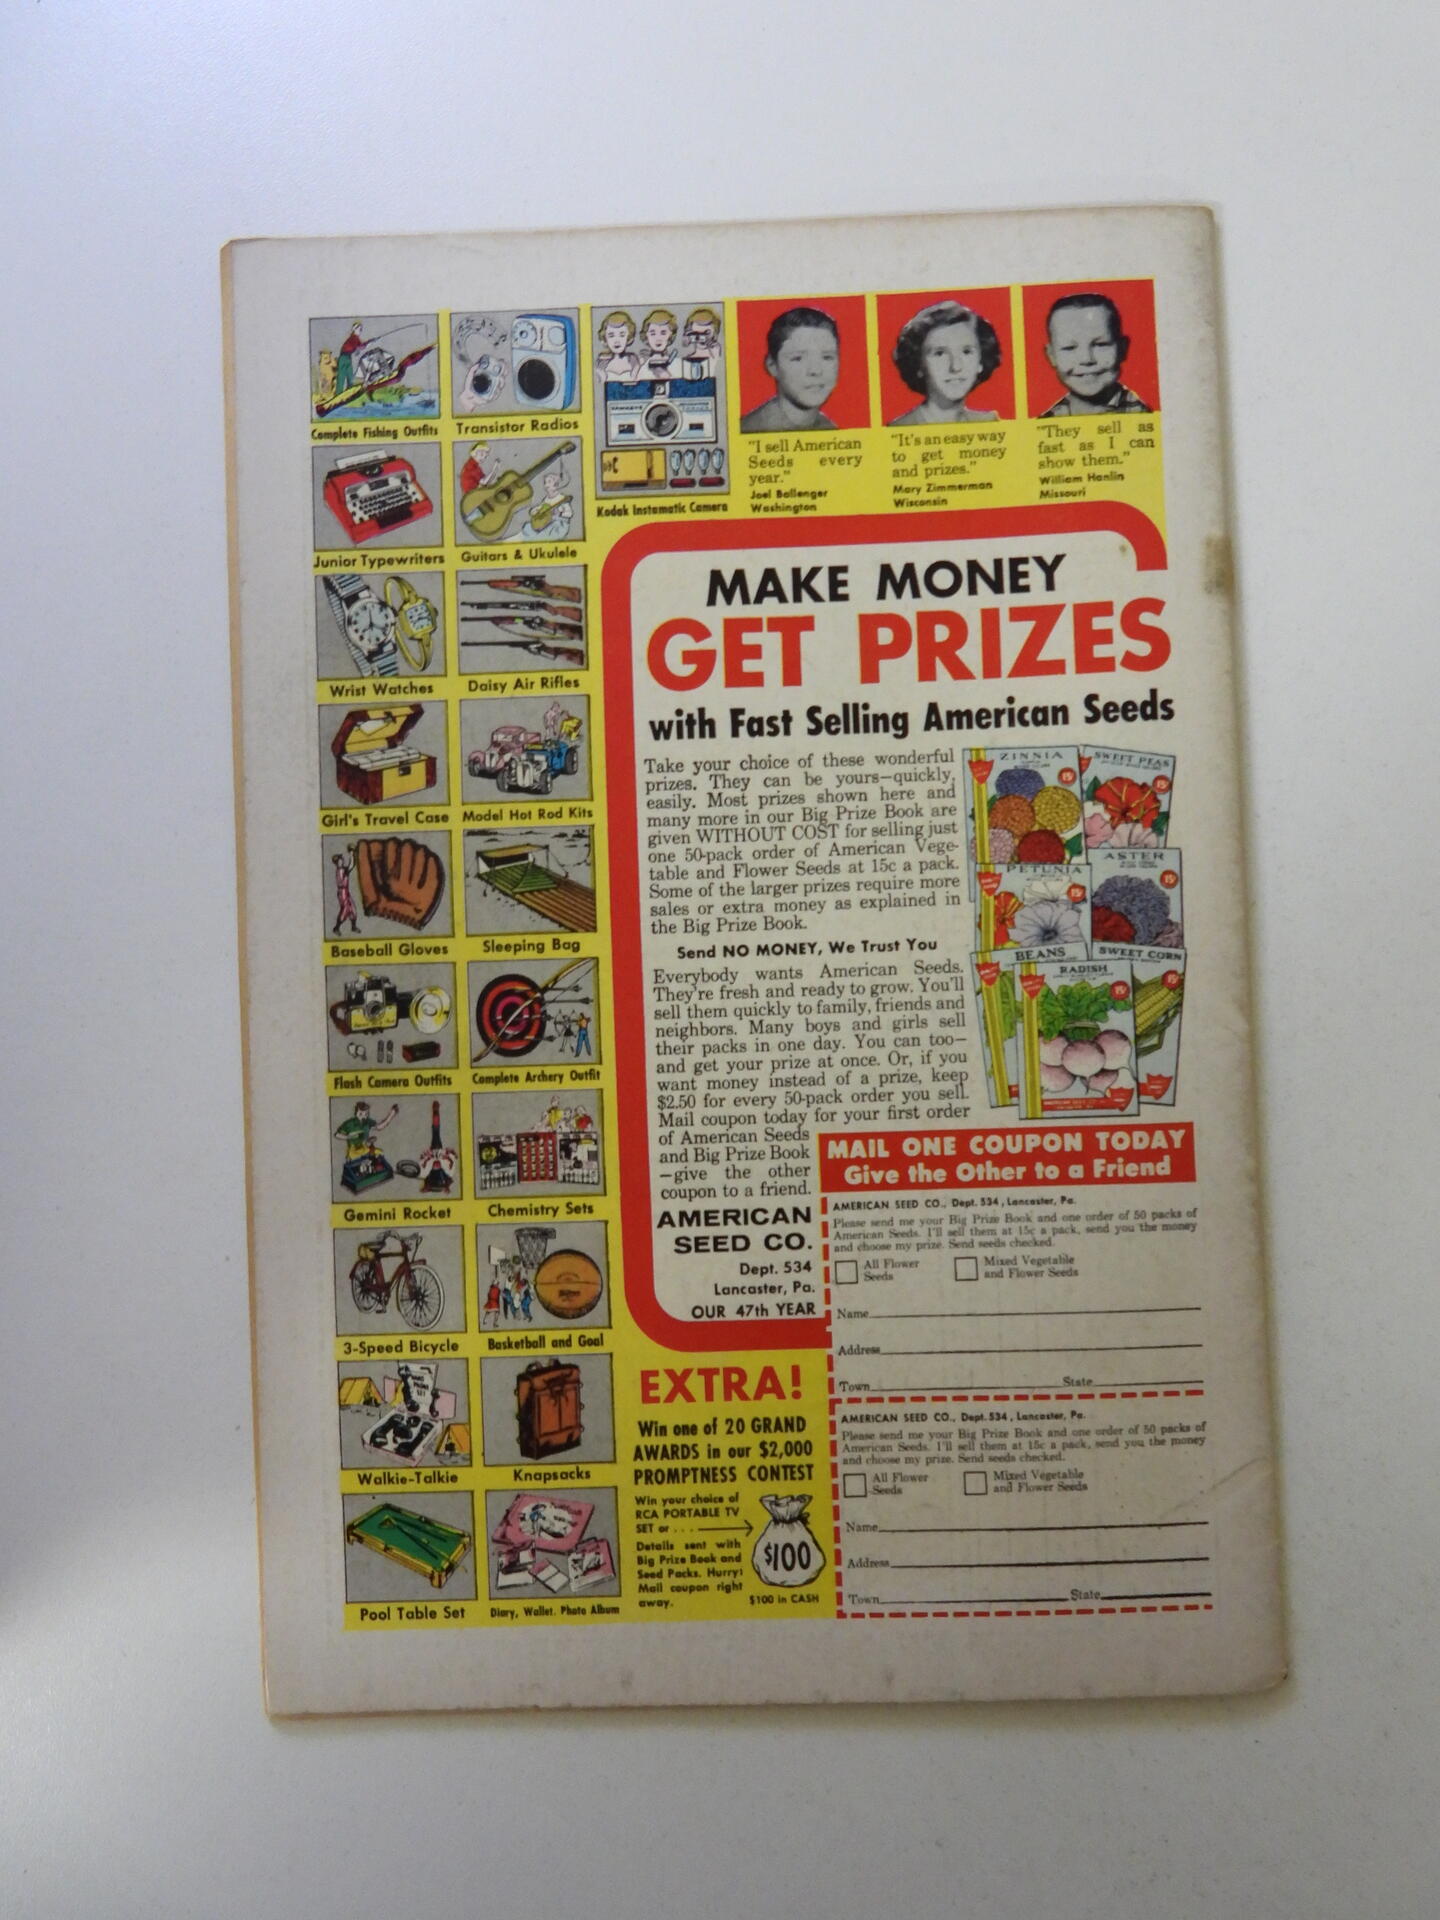 Complete Fishing Outfits
Transistor Radios
Kodak Instamatic Camera
Junior Typewriters
Guitars & Ukulele
Wrist Watches
Daisy Air Rifles
Girl's Travel Case
Model Hot Rod Kits
Baseball Gloves
Sleeping Bag
Flash Camera Outfits
Complete Archery Outfit
Gemini Rocket
Chemistry Sets
3-Speed Bicycle
Basketball and Goal
Walkie-Talkie
Knapsacks
Pool Table Set
Diary, Wallet, Photo Album
"I sell American
Seeds every
year."
Joel Ballenger
Washington
"It's an easy way
to get money
and prizes."
Mary Zimmerman
Wisconsin
"They sell as
fast as I can
show them."
William Hanlin
Missouri
MAKE MONEY
GET PRIZES
with Fast Selling American Seeds
Take your choice of these wonderful
prizes. They can be yours—quickly,
easily. Most prizes shown here and
many more in our Big Prize Book are
given WITHOUT COST for selling just
one 50-pack order of American Vege-
table and Flower Seeds at 15c a pack.
Some of the larger prizes require more
sales or extra money as explained in
the Big Prize Book.
Send NO MONEY, We Trust You
Everybody wants American Seeds.
They're fresh and ready to grow. You'll
sell them quickly to family, friends and
neighbors. Many boys and girls sell
their packs in one day. You can too—
and get your prize at once. Or, if you
want money instead of a prize, keep
$2.50 for every 50-pack order you sell.
Mail coupon today for your first order
of American Seeds
and Big Prize Book
—give the other
coupon to a friend.
AMERICAN
SEED CO.
Dept. 534
Lancaster, Pa.
OUR 47th YEAR
ZINNIA
15¢
SWEET PEAS
15¢
PETUNIA
15¢
ASTER
15¢
BEANS
RADISH
15¢
SWEET CORN
15¢
MAIL ONE COUPON TODAY
Give the Other to a Friend
AMERICAN SEED CO., Dept. 534, Lancaster, Pa.
Please send me your Big Prize Book and one order of 50 packs of
American Seeds. I'll sell them at 15c a pack, send you the money
and choose my prize. Send seeds checked.
All Flower
Seeds
Mixed Vegetable
and Flower Seeds
Name
Address
Town State
AMERICAN SEED CO., Dept. 534, Lancaster, Pa.
Please send me your Big Prize Book and one order of 50 packs of
American Seeds. I'll sell them at 15c a pack, send you the money
and choose my prize. Send seeds checked.
All Flower
Seeds
Mixed Vegetable
and Flower Seeds
Name
Address
Town State
EXTRA!
Win one of 20 GRAND
AWARDS in our $2,000
PROMPTNESS CONTEST
Win your choice of
RCA PORTABLE TV
SET or . . .
Details sent with
Big Prize Book and
Seed Packs. Hurry!
Mail coupon right
away.
$100
$100 in CASH